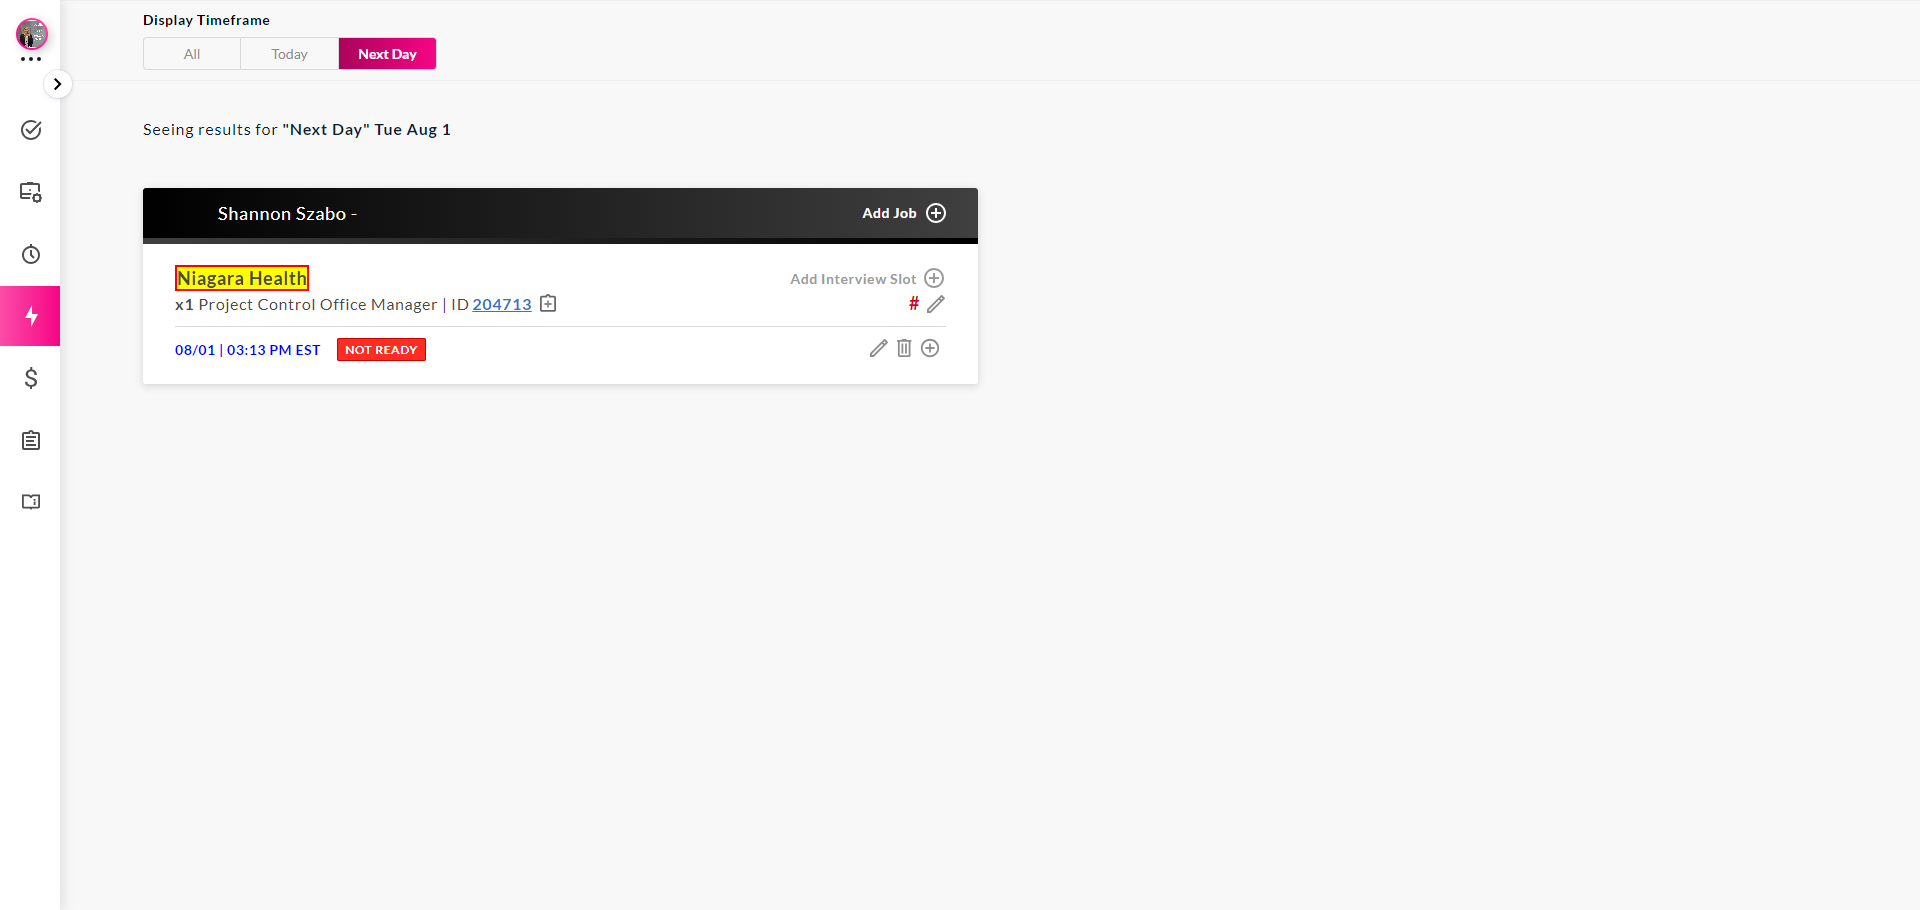 Display Timeframe
All Today Next Day
Seeing results for "Next Day" Tue Aug 1
Shannon Szabo -
Add Job
Niagara Health
Add Interview Slot
x1 Project Control Office Manager | ID 204713
#
08/01 | 03:13 PM EST NOT READY